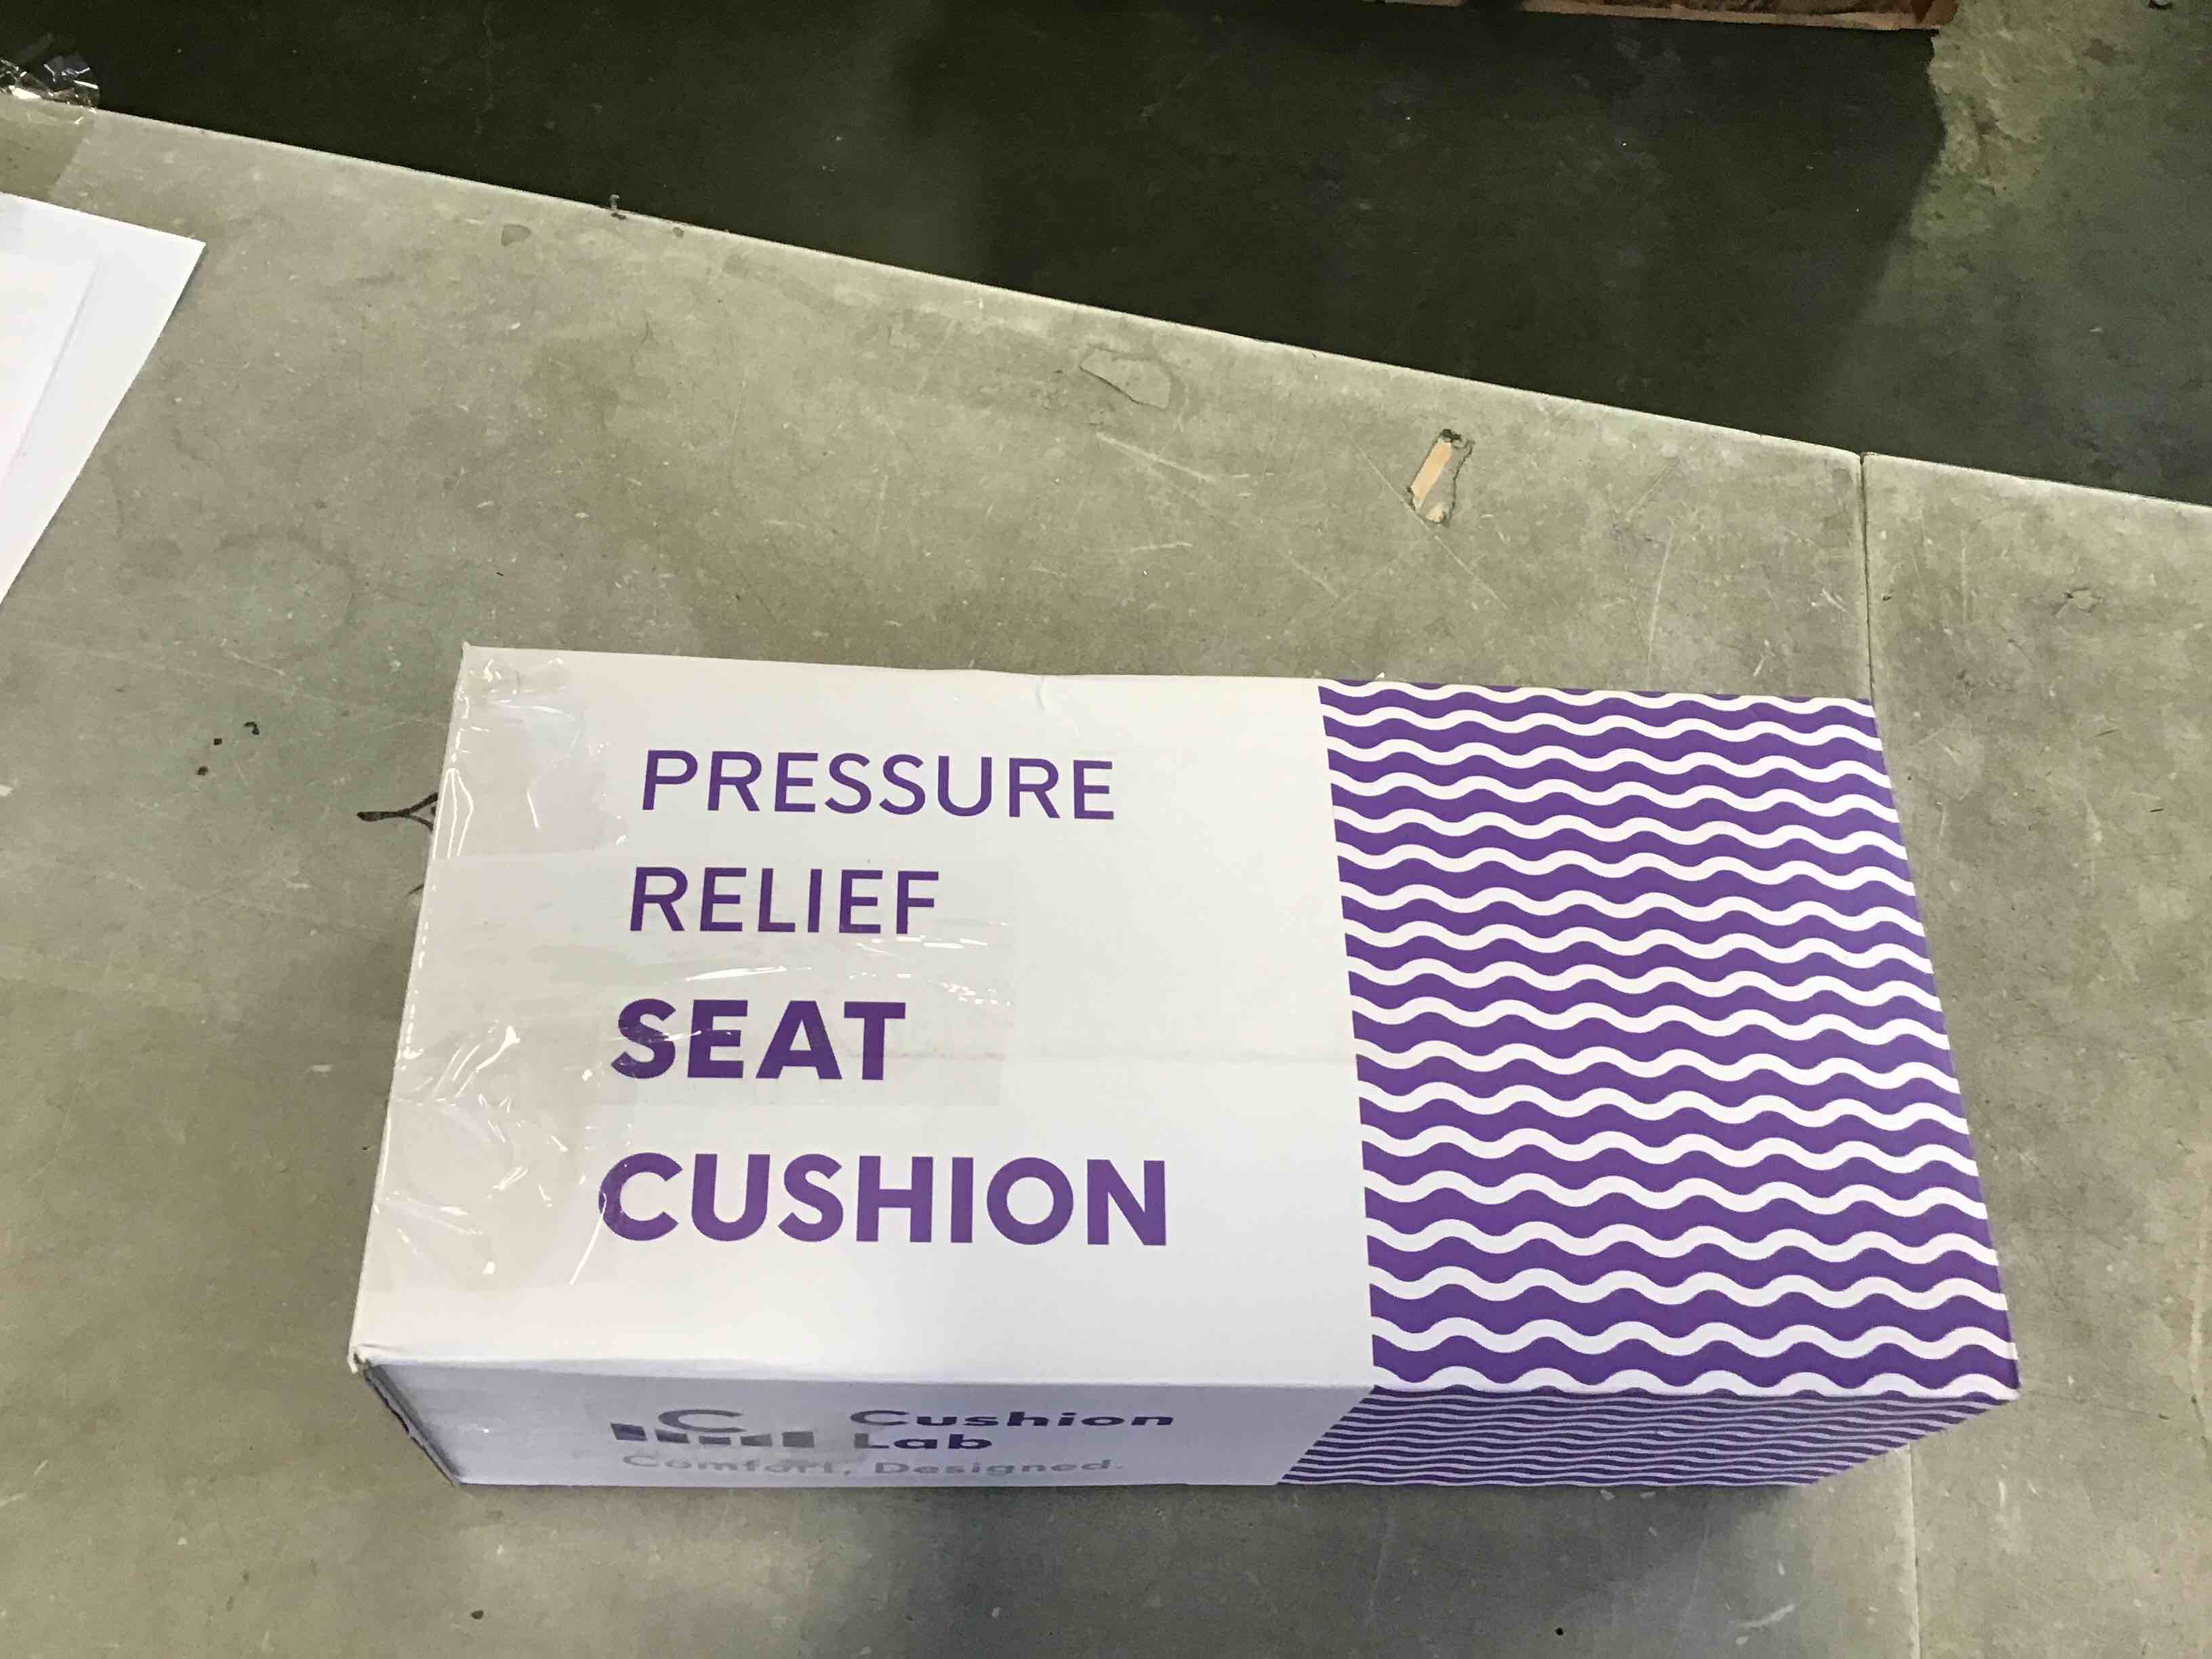 PRESSURE
RELIEF
SEAT
CUSHION
Cushion
Lab
Comfort, Designed.